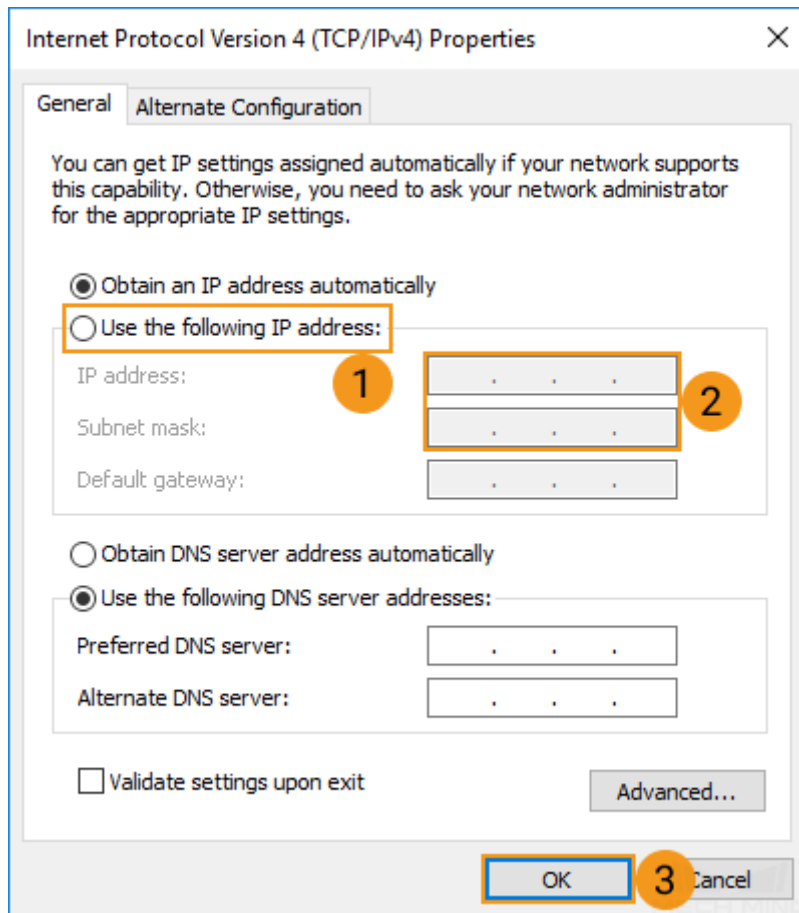 Internet Protocol Version 4 (TCP/IPv4) Properties
General
Alternate Configuration
You can get IP settings assigned automatically if your network supports
this capability. Otherwise, you need to ask your network administrator
for the appropriate IP settings.
Obtain an IP address automatically
Use the following IP address:
IP address:
1
2
Subnet mask:
Default gateway:
Obtain DNS server address automatically
Use the following DNS server addresses:
Preferred DNS server:
Alternate DNS server:
Validate settings upon exit
Advanced...
OK
3
Cancel